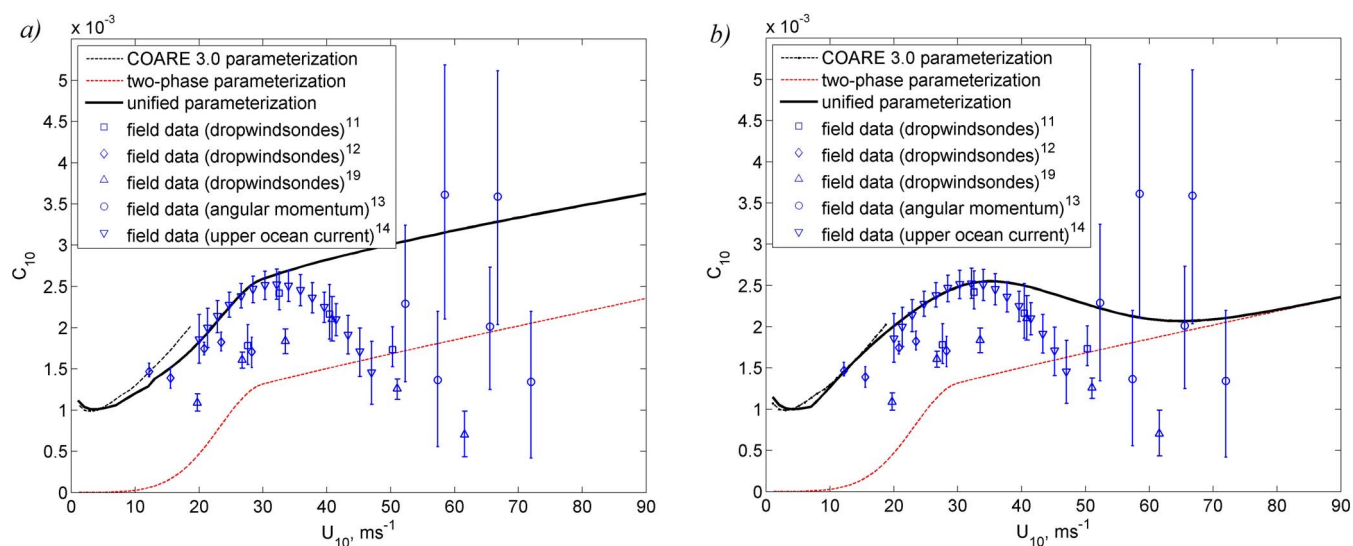 a)
x 10⁻³
5
4.5
4
3.5
3
2.5
2
1.5
1
0.5
0
C₁₀
COARE 3.0 parameterization
two-phase parameterization
unified parameterization
field data (dropwindsondes)¹¹
field data (dropwindsondes)¹²
field data (dropwindsondes)¹⁹
field data (angular momentum)¹³
field data (upper ocean current)¹⁴
0 10 20 30 40 50 60 70 80 90
U₁₀, ms⁻¹
b)
x 10⁻³
5
4.5
4
3.5
3
2.5
2
1.5
1
0.5
0
C₁₀
COARE 3.0 parameterization
two-phase parameterization
unified parameterization
field data (dropwindsondes)¹¹
field data (dropwindsondes)¹²
field data (dropwindsondes)¹⁹
field data (angular momentum)¹³
field data (upper ocean current)¹⁴
0 10 20 30 40 50 60 70 80 90
U₁₀, ms⁻¹